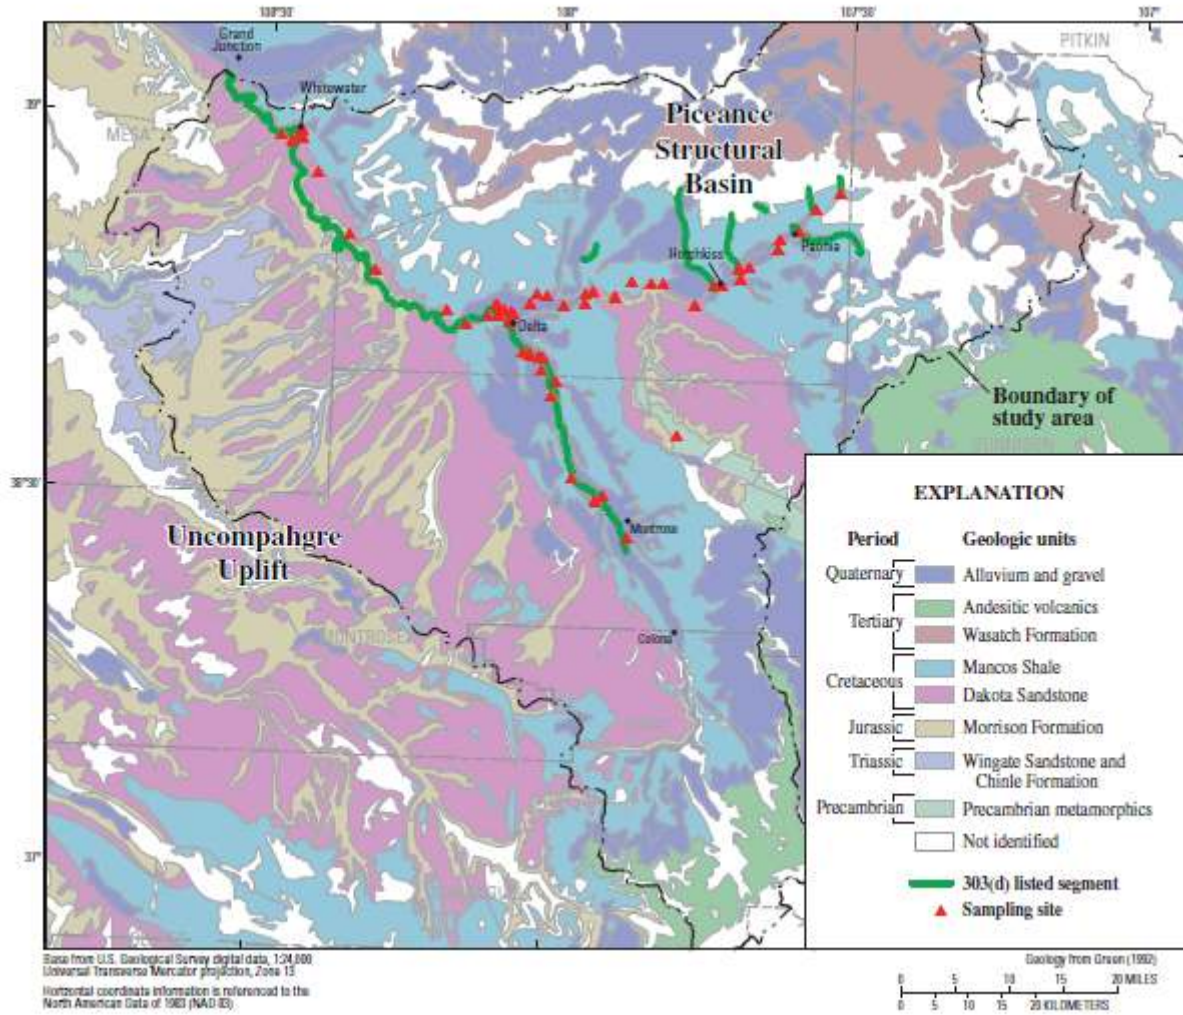 108°30'
108°
107°30'
107°
Grand
Junction
PITKIN
Whitewater
39°
MESA
Piceance
Structural
Basin
Paonia
Hotchkiss
Delta
Boundary of
study area
GUNNISON
38°30'
EXPLANATION
Period
Geologic units
Quaternary
Alluvium and gravel
Tertiary
Andesitic volcanics
Wasatch Formation
Cretaceous
Mancos Shale
Dakota Sandstone
Jurassic
Morrison Formation
Triassic
Wingate Sandstone and
Chinle Formation
Precambrian
Precambrian metamorphics
Not identified
303(d) listed segment
Sampling site
Uncompahgre
Uplift
Montrose
MONTROSE
Colona
37°
Base from U.S. Geological Survey digital data, 1:24,000
Universal Transverse Mercator projection, Zone 13
Horizontal coordinate information is referenced to the
North American Data of 1983 (NAD 83)
Geology from Green (1992)
0 5 10 15 20 MILES
0 5 10 15 20 KILOMETERS